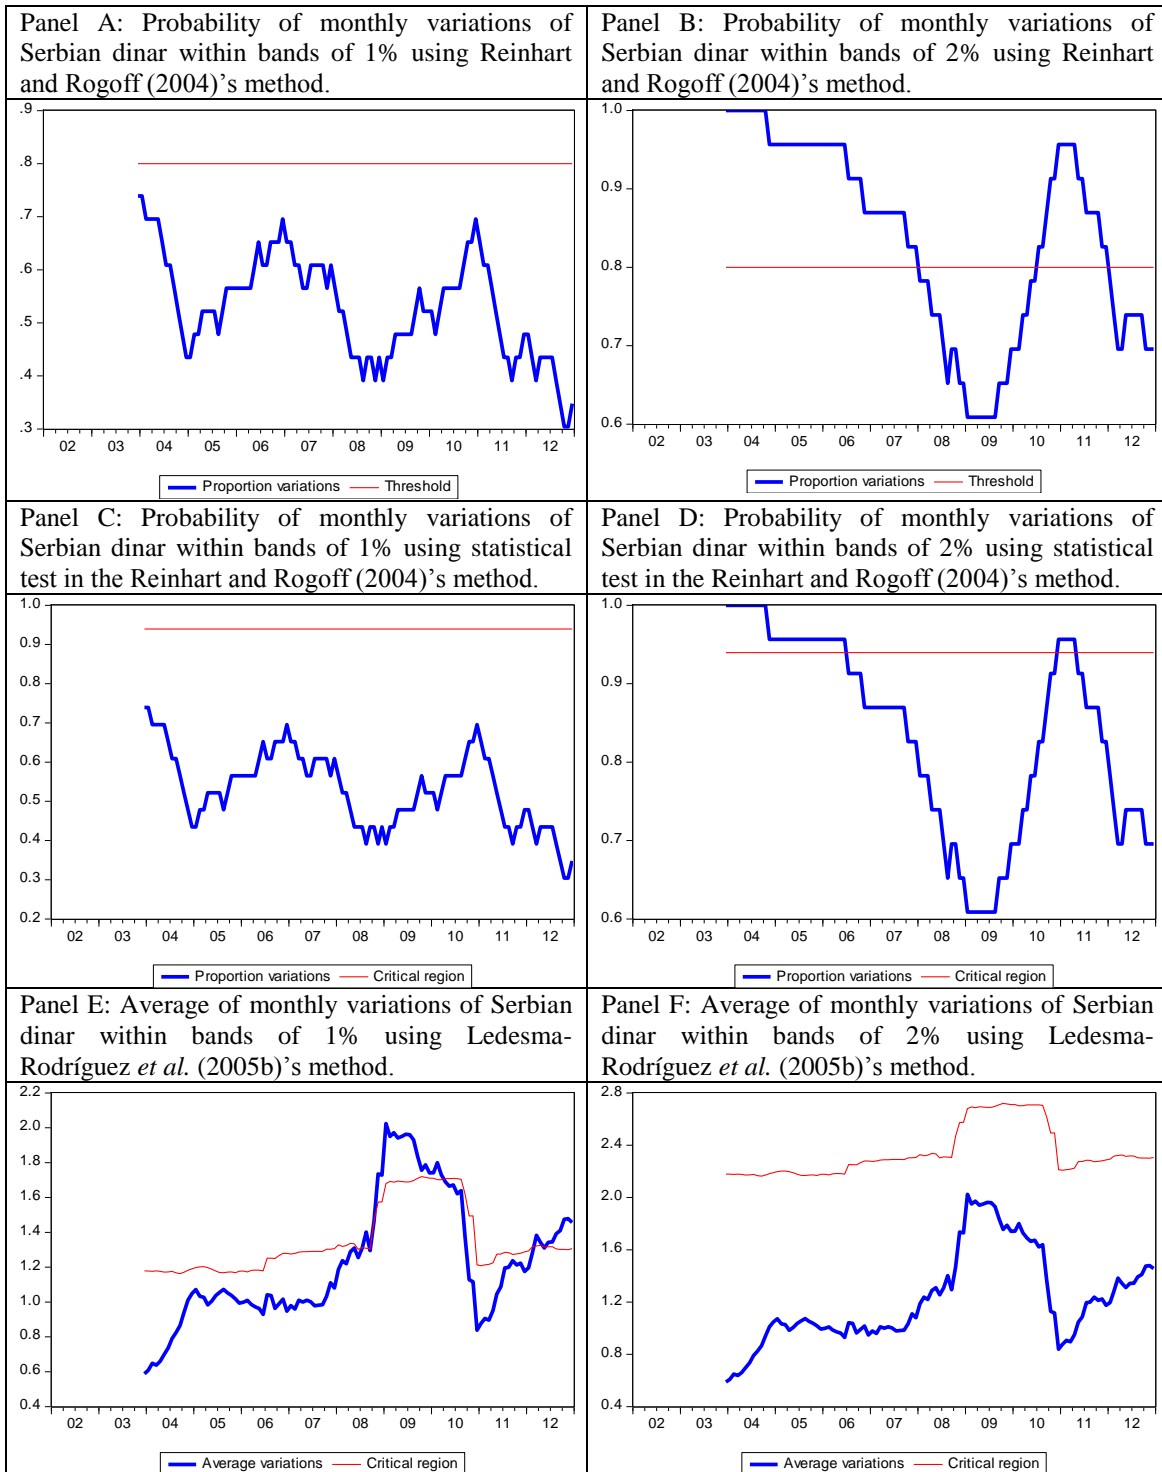 Panel A: Probability of monthly variations of
Serbian dinar within bands of 1% using Reinhart
and Rogoff (2004)’s method.
Panel B: Probability of monthly variations of
Serbian dinar within bands of 2% using Reinhart
and Rogoff (2004)’s method.
.9
.8
.7
.6
.5
.4
.3
02 03 04 05 06 07 08 09 10 11 12
Proportion variations Threshold
1.0
0.9
0.8
0.7
0.6
02 03 04 05 06 07 08 09 10 11 12
Proportion variations Threshold
Panel C: Probability of monthly variations of
Serbian dinar within bands of 1% using statistical
test in the Reinhart and Rogoff (2004)’s method.
Panel D: Probability of monthly variations of
Serbian dinar within bands of 2% using statistical
test in the Reinhart and Rogoff (2004)’s method.
1.0
0.9
0.8
0.7
0.6
0.5
0.4
0.3
0.2
02 03 04 05 06 07 08 09 10 11 12
Proportion variations Critical region
1.0
0.9
0.8
0.7
0.6
02 03 04 05 06 07 08 09 10 11 12
Proportion variations Critical region
Panel E: Average of monthly variations of Serbian
dinar within bands of 1% using Ledesma-
Rodríguez et al. (2005b)’s method.
Panel F: Average of monthly variations of Serbian
dinar within bands of 2% using Ledesma-
Rodríguez et al. (2005b)’s method.
2.2
2.0
1.8
1.6
1.4
1.2
1.0
0.8
0.6
0.4
02 03 04 05 06 07 08 09 10 11 12
Average variations Critical region
2.8
2.4
2.0
1.6
1.2
0.8
0.4
02 03 04 05 06 07 08 09 10 11 12
Average variations Critical region